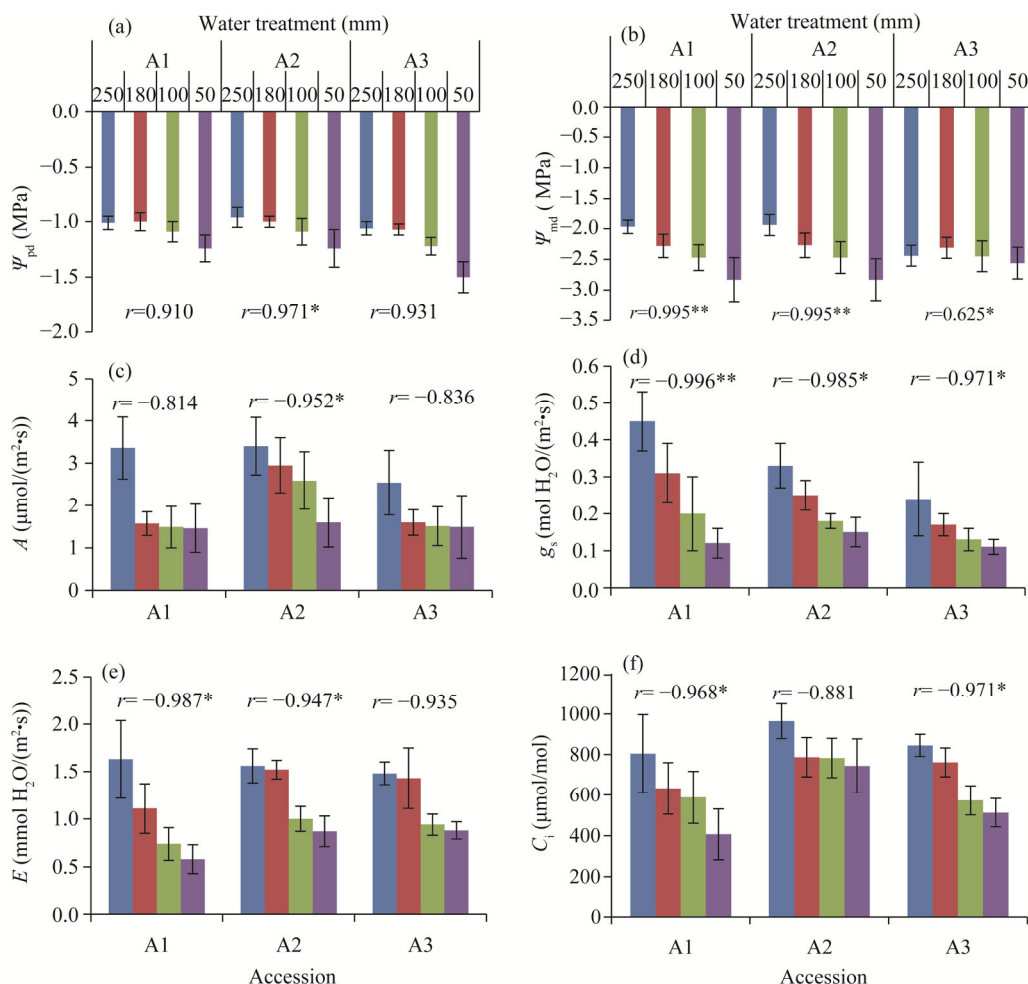 (a) Water treatment (mm)
A1 A2 A3
250 180 100 50 250 180 100 50 250 180 100 50
0.0
−0.5
−1.0
−1.5
−2.0
Ψpd (MPa)
r=0.910 r=0.971* r=0.931
(b) Water treatment (mm)
A1 A2 A3
250 180 100 50 250 180 100 50 250 180 100 50
0.0
−0.5
−1.0
−1.5
−2.0
−2.5
−3.0
−3.5
Ψmd ( MPa)
r=0.995** r=0.995** r=0.625*
(c)
r= −0.814 r= −0.952* r= −0.836
5
4
3
2
1
0
A (μmol/(m²•s))
A1 A2 A3
(d)
r= −0.996** r= −0.985* r= −0.971*
0.6
0.5
0.4
0.3
0.2
0.1
0.0
gs (mol H₂O/(m²•s))
A1 A2 A3
(e)
r= −0.987* r= −0.947* r= −0.935
2.5
2.0
1.5
1.0
0.5
0.0
E (mmol H₂O/(m²•s))
A1 A2 A3
Accession
(f)
r= −0.968* r= −0.881 r= −0.971*
1200
1000
800
600
400
200
0
Ci (μmol/mol)
A1 A2 A3
Accession